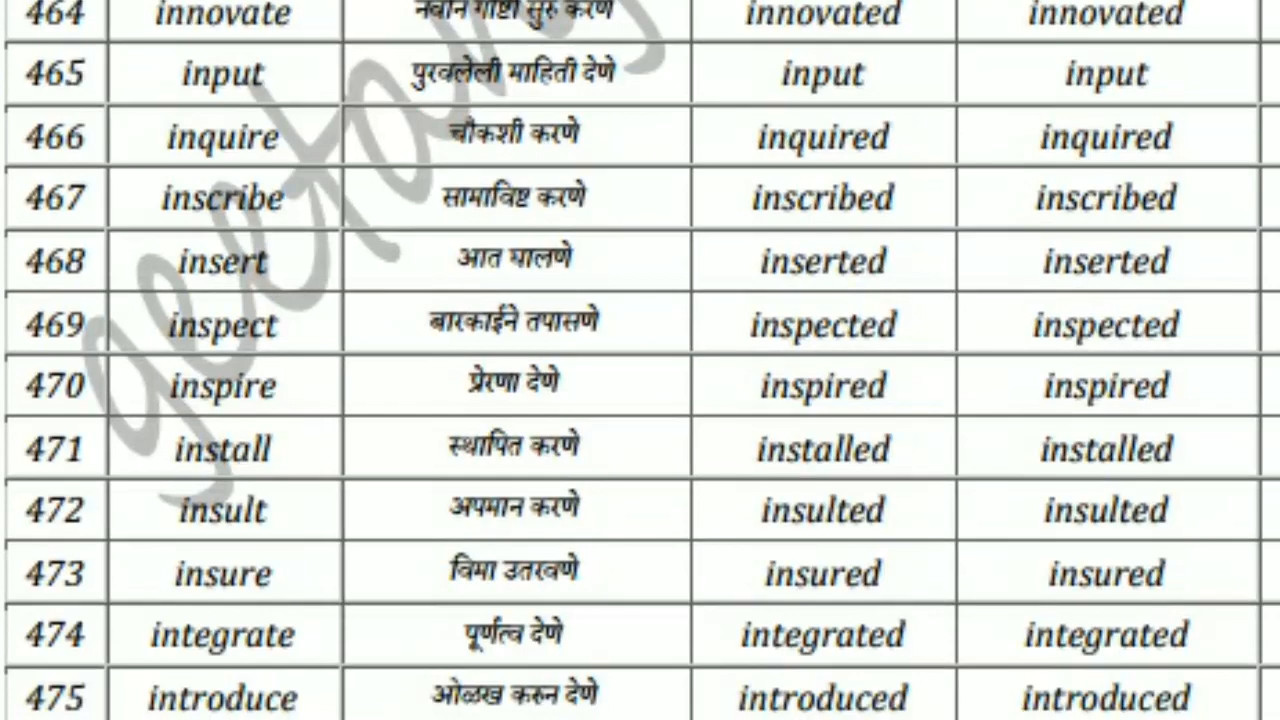 464 innovate नवीन गोष्टी सुरु करणे innovated innovated
465 input पुरवलेली माहिती देणे input input
466 inquire चौकशी करणे inquired inquired
467 inscribe सामाविष्ट करणे inscribed inscribed
468 insert आत घालणे inserted inserted
469 inspect बारकाईने तपासणे inspected inspected
470 inspire प्रेरणा देणे inspired inspired
471 install स्थापित करणे installed installed
472 insult अपमान करणे insulted insulted
473 insure विमा उतरवणे insured insured
474 integrate पूर्णत्व देणे integrated integrated
475 introduce ओळख करुन देणे introduced introduced